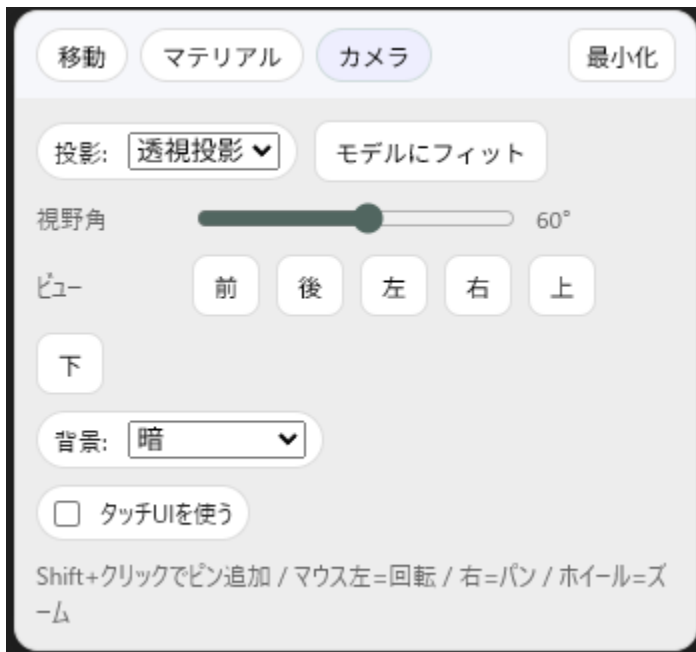 移動 マテリアル カメラ 最小化
投影: 透視投影 モデルにフィット
視野角 60°
ビュー 前 後 左 右 上
下
背景: 暗
タッチUIを使う
Shift+クリックでピン追加 / マウス左=回転 / 右=パン / ホイール=ズ
ーム